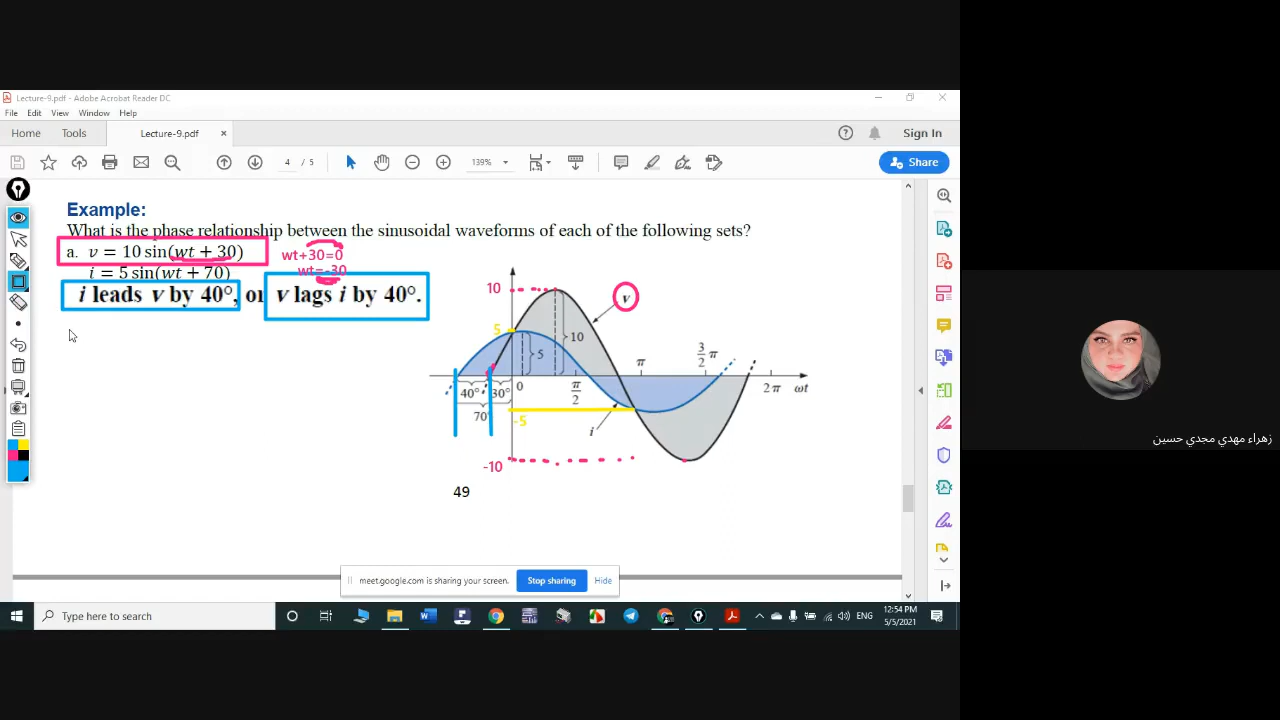 Lecture-9.pdf - Adobe Acrobat Reader DC
File Edit View Window Help
Home Tools Lecture-9.pdf × Sign In
4 / 5 139% Share
Example:
What is the phase relationship between the sinusoidal waveforms of each of the following sets?
a. v = 10 sin(wt + 30)
wt+30=0
i = 5 sin(wt + 70)
wt=-30
i leads v by 40°, or v lags i by 40°.
10
v
5
10
5
π
3/2 π
40° 30° 0
π/2
2π ωt
70°
-5
i
-10
49
زهراء مهدي مجدي حسين
meet.google.com is sharing your screen. Stop sharing Hide
Type here to search
ENG
12:54 PM
5/5/2021